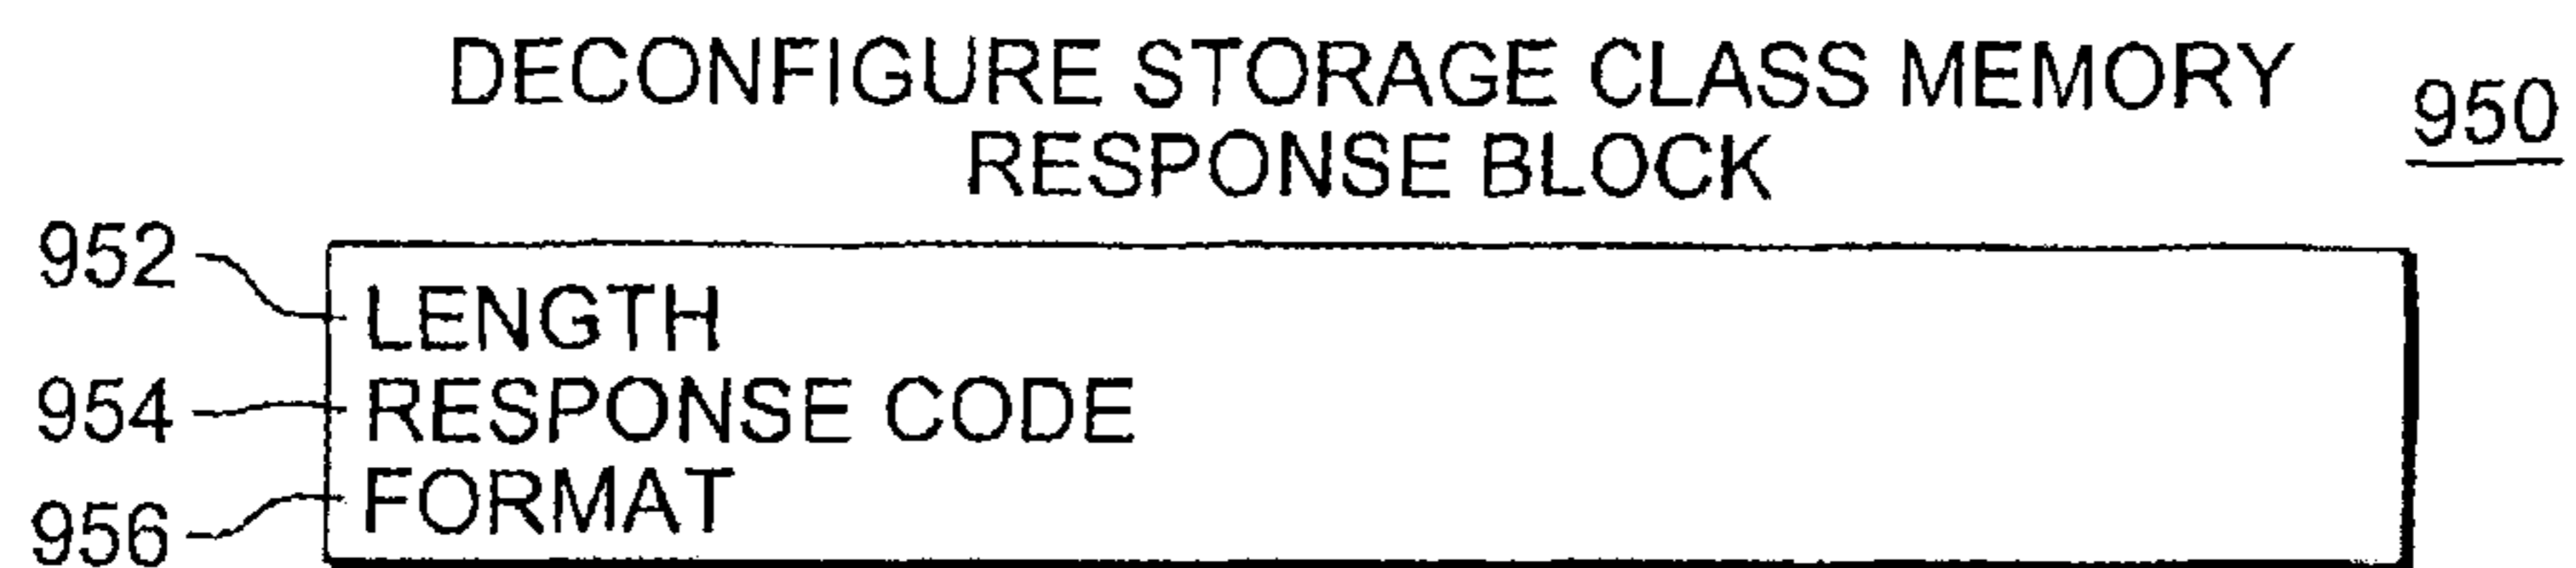 DECONFIGURE STORAGE CLASS MEMORY
RESPONSE BLOCK
950
952
LENGTH
954
RESPONSE CODE
956
FORMAT